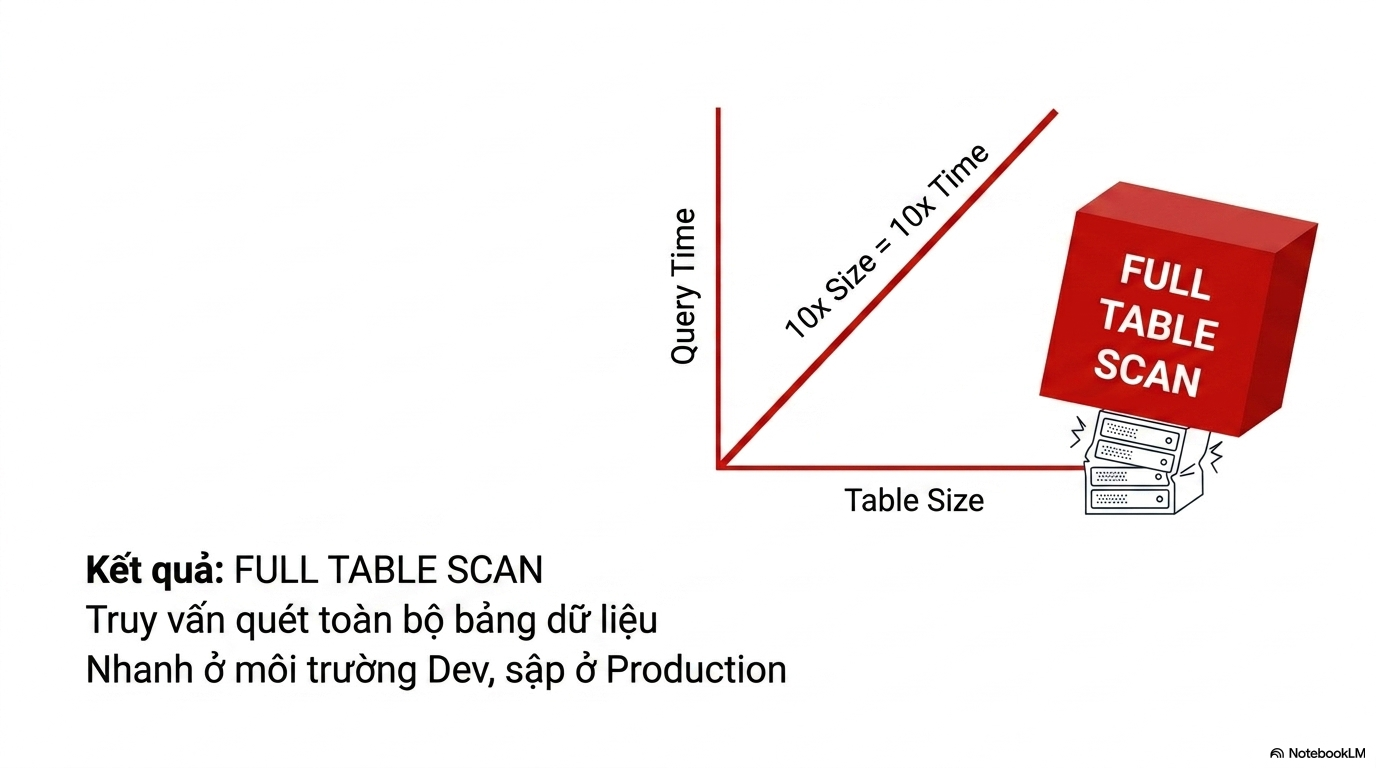 Query Time
10x Size = 10x Time
Table Size
FULL
TABLE
SCAN
Kết quả: FULL TABLE SCAN
Truy vấn quét toàn bộ bảng dữ liệu
Nhanh ở môi trường Dev, sập ở Production
NotebookLM